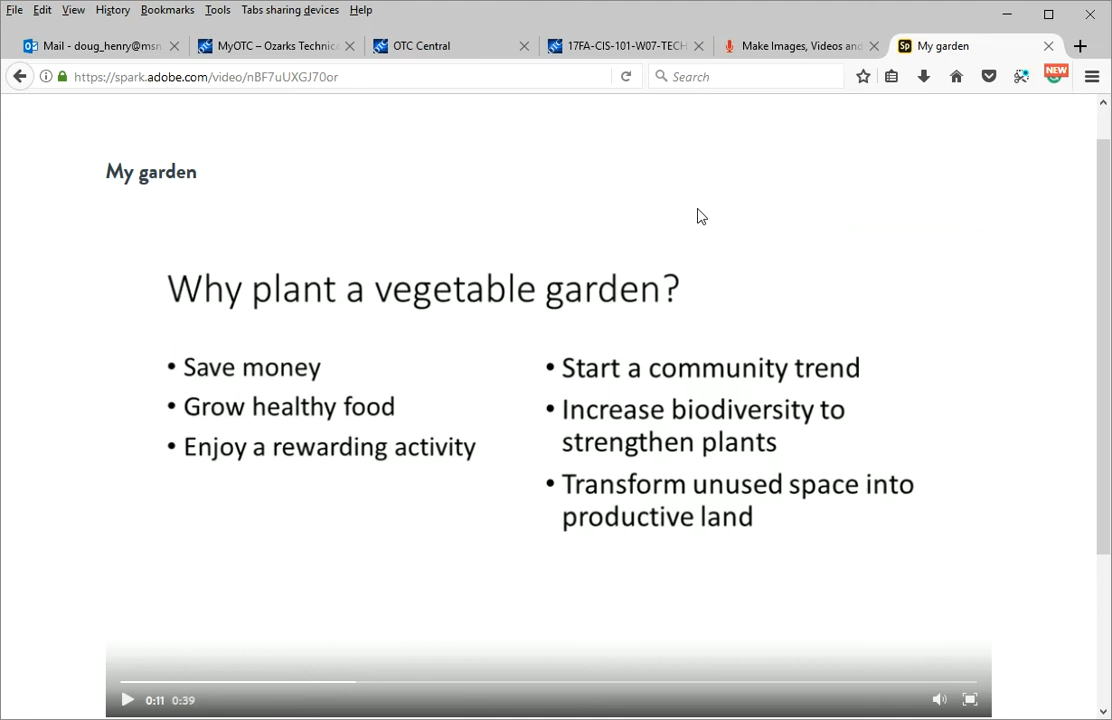 File Edit View History Bookmarks Tools Tabs sharing devices Help
Mail - doug_henry@msn
MyOTC – Ozarks Technica
OTC Central
17FA-CIS-101-W07-TECH
Make Images, Videos and
Sp My garden
https://spark.adobe.com/video/nBF7uUXGJ70or
Search
NEW
My garden
Why plant a vegetable garden?
• Save money
• Grow healthy food
• Enjoy a rewarding activity
• Start a community trend
• Increase biodiversity to
strengthen plants
• Transform unused space into
productive land
0:11 0:39